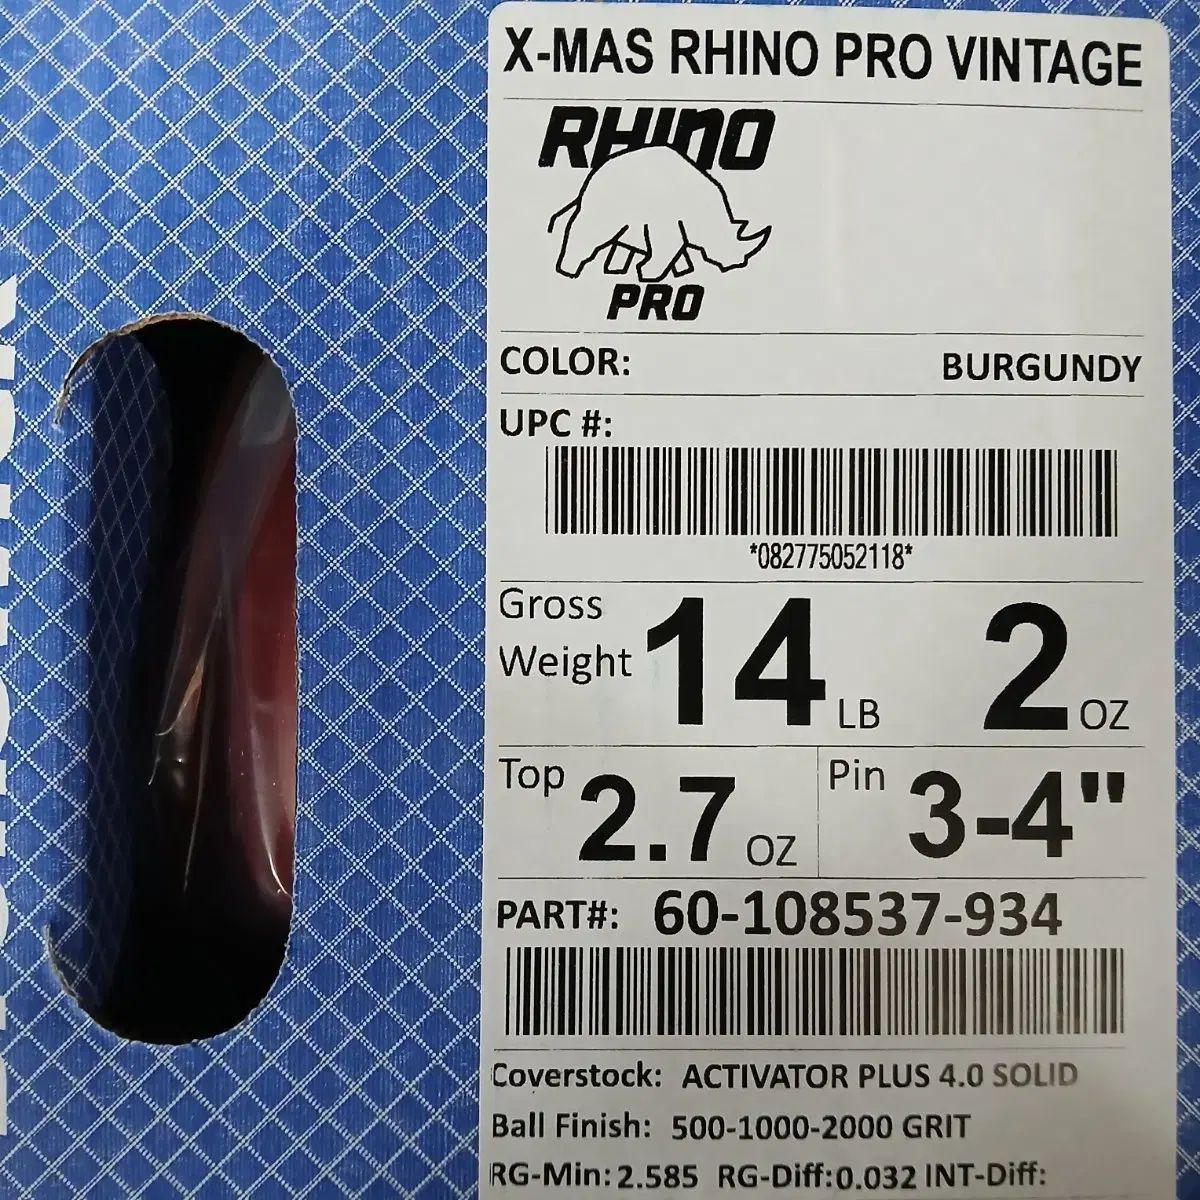 X-MAS RHINO PRO VINTAGE
RHINO
PRO
COLOR: BURGUNDY
UPC #:
*082775052118*
Gross Weight 14 LB 2 OZ
Top 2.7 OZ Pin 3-4"
PART#: 60-108537-934
Coverstock: ACTIVATOR PLUS 4.0 SOLID
Ball Finish: 500-1000-2000 GRIT
RG-Min: 2.585 RG-Diff: 0.032 INT-Diff: